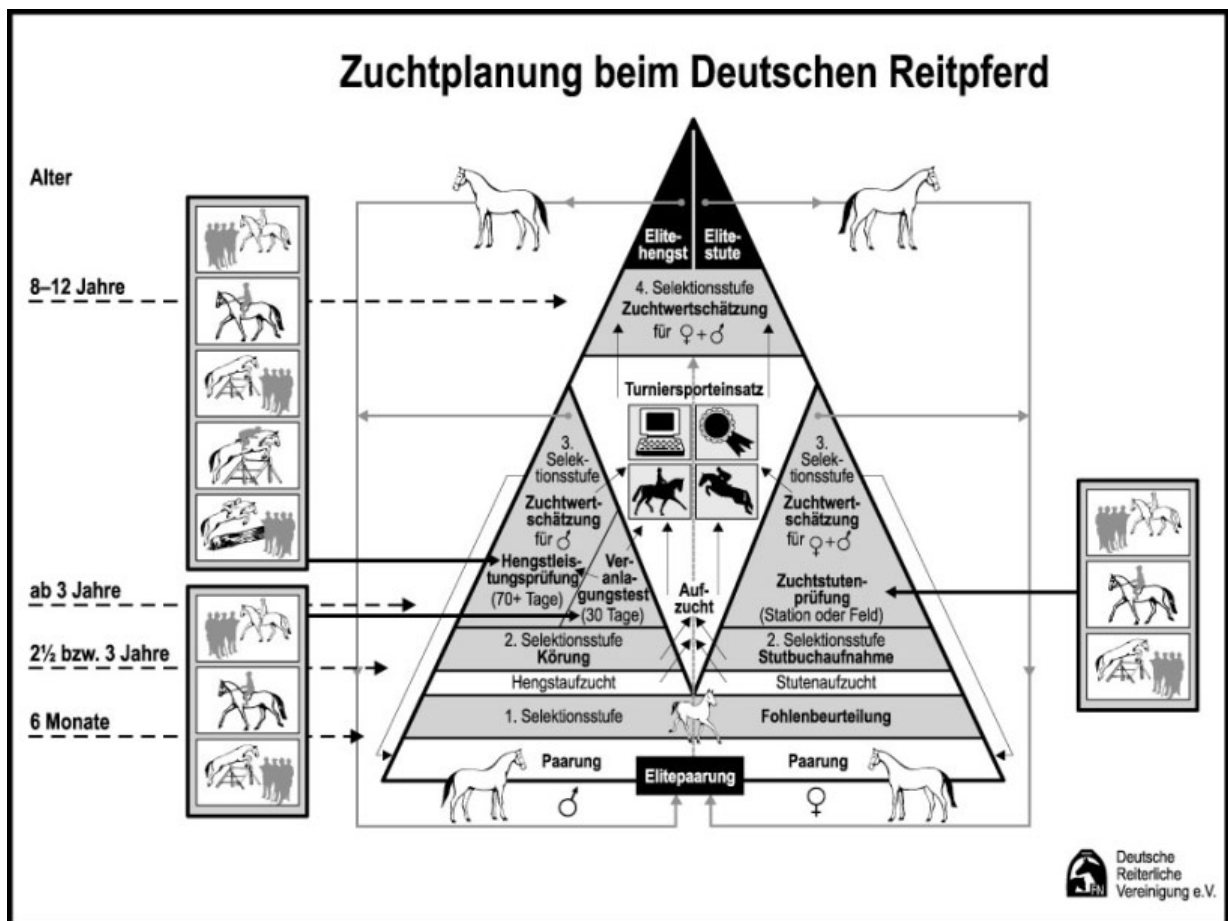 Zuchtplanung beim Deutschen Reitpferd
Alter
8–12 Jahre
ab 3 Jahre
2½ bzw. 3 Jahre
6 Monate
Elite-
hengst
Elite-
stute
4. Selektionsstufe
Zuchtwertschätzung
für ♀+♂
Turniersporteinsatz
3.
Selek-
tionsstufe
Zuchtwert-
schätzung
für ♂
Hengstleis-
tungsprüfung
(70+ Tage)
Ver-
anla-
gungstest
(30 Tage)
Auf-
zucht
3.
Selek-
tionsstufe
Zuchtwert-
schätzung
für ♀+♂
Zuchtstuten-
prüfung
(Station oder Feld)
2. Selektionsstufe
Körung
2. Selektionsstufe
Stutbuchaufnahme
Hengstaufzucht
Stutenaufzucht
1. Selektionsstufe
Fohlenbeurteilung
Paarung
Elitepaarung
Paarung
♂
♀
FN
Deutsche
Reiterliche
Vereinigung e.V.